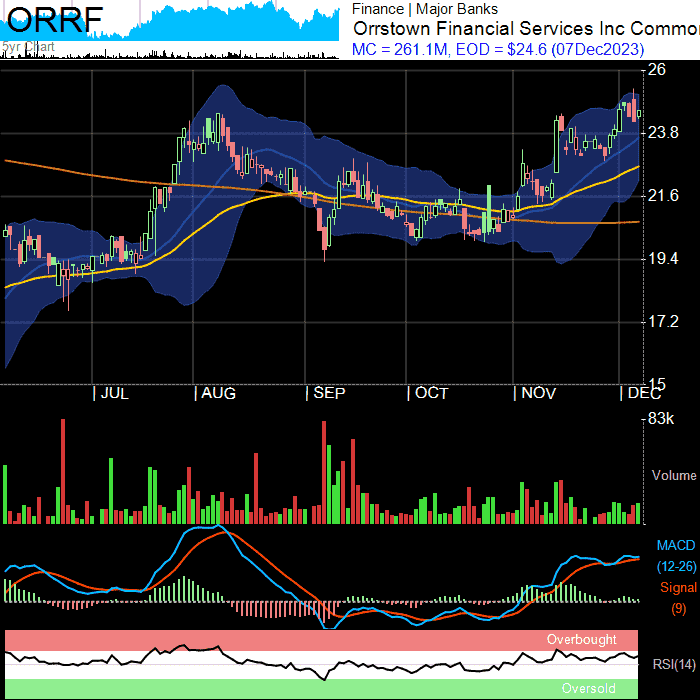 ORRF
5yr Chart
Finance | Major Banks
Orrstown Financial Services Inc Common
MC = 261.1M, EOD = $24.6 (07Dec2023)
26
23.8
21.6
19.4
17.2
15
JUL
AUG
SEP
OCT
NOV
DEC
83k
Volume
MACD
(12-26)
Signal
(9)
Overbought
RSI(14)
Oversold